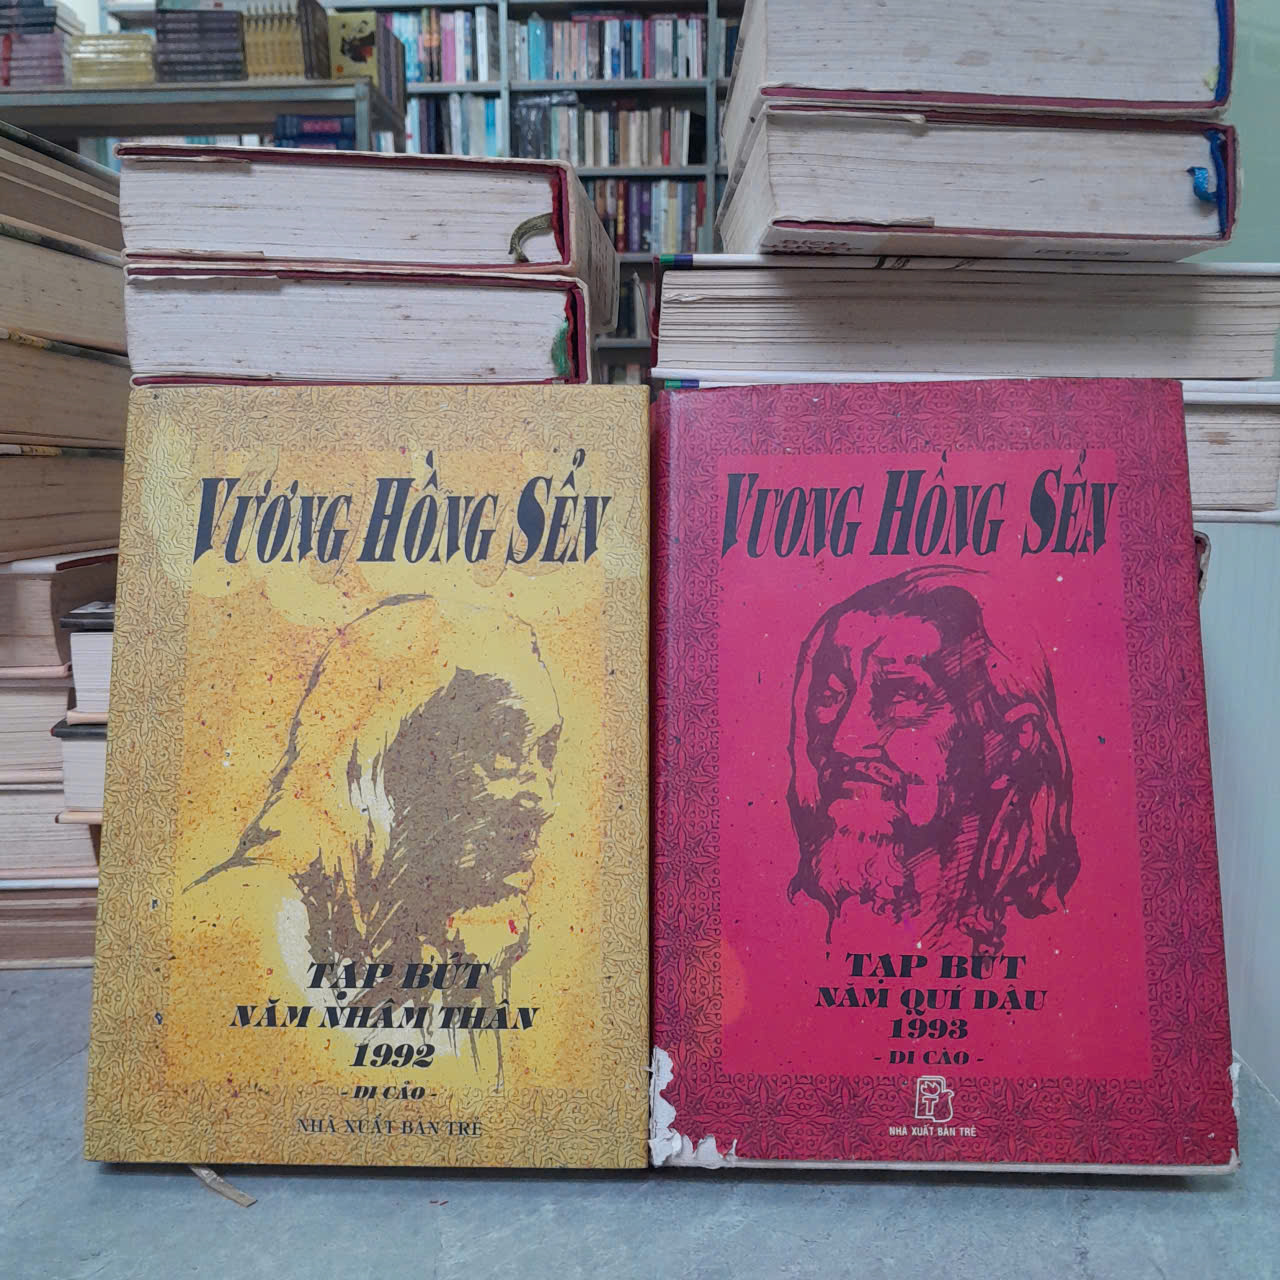 VƯƠNG HỒNG SỂN
TẠP BÚT
NĂM NHÂM THÂN
1992
- DI CẢO -
NHÀ XUẤT BẢN TRẺ
VƯƠNG HỒNG SỂN
TẠP BÚT
NĂM QUÍ DẬU
1993
- DI CẢO -
T
NHÀ XUẤT BẢN TRẺ